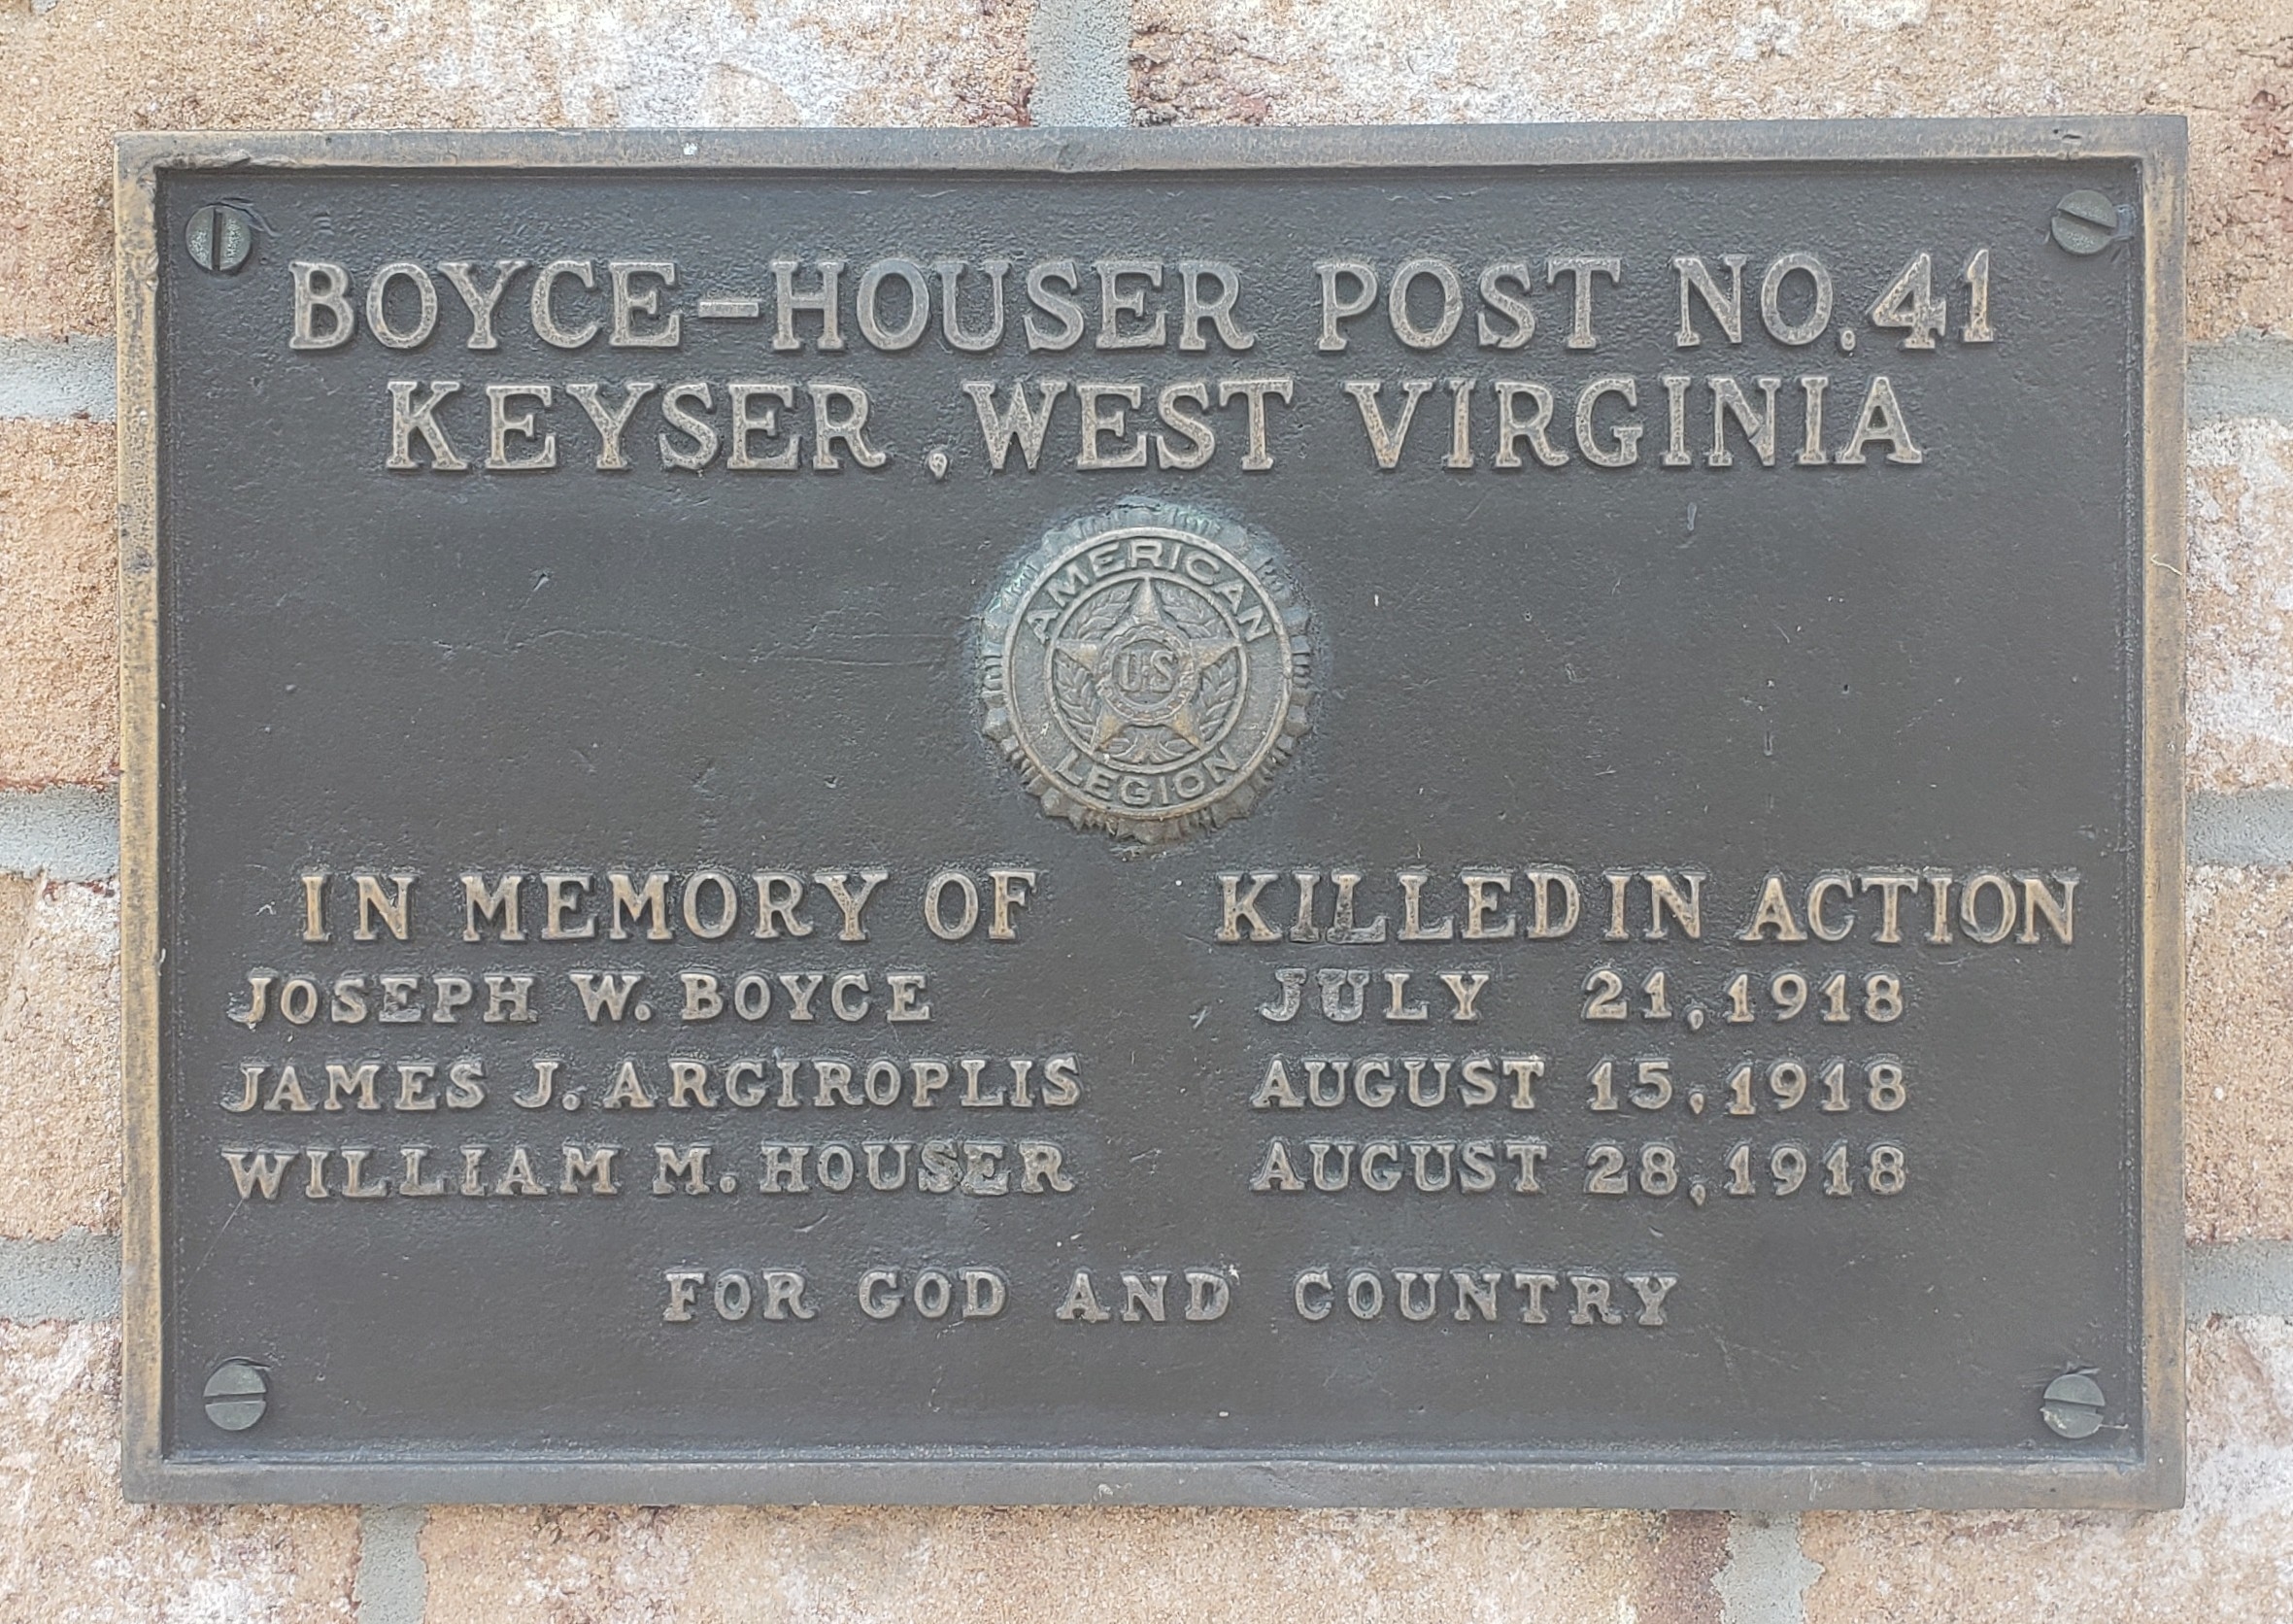 BOYCE-HOUSER POST NO. 41
KEYSER, WEST VIRGINIA
AMERICAN
U·S
LEGION
IN MEMORY OF KILLED IN ACTION
JOSEPH W. BOYCE JULY 21, 1918
JAMES J. ARGIROPLIS AUGUST 15, 1918
WILLIAM M. HOUSER AUGUST 28, 1918
FOR GOD AND COUNTRY